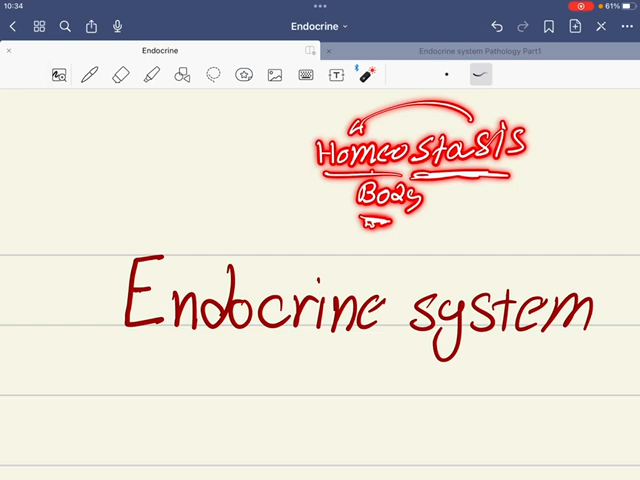 10:34
61%
Endocrine
Endocrine
Endocrine system Pathology Part1
Homeostasis
Body
Endocrine system